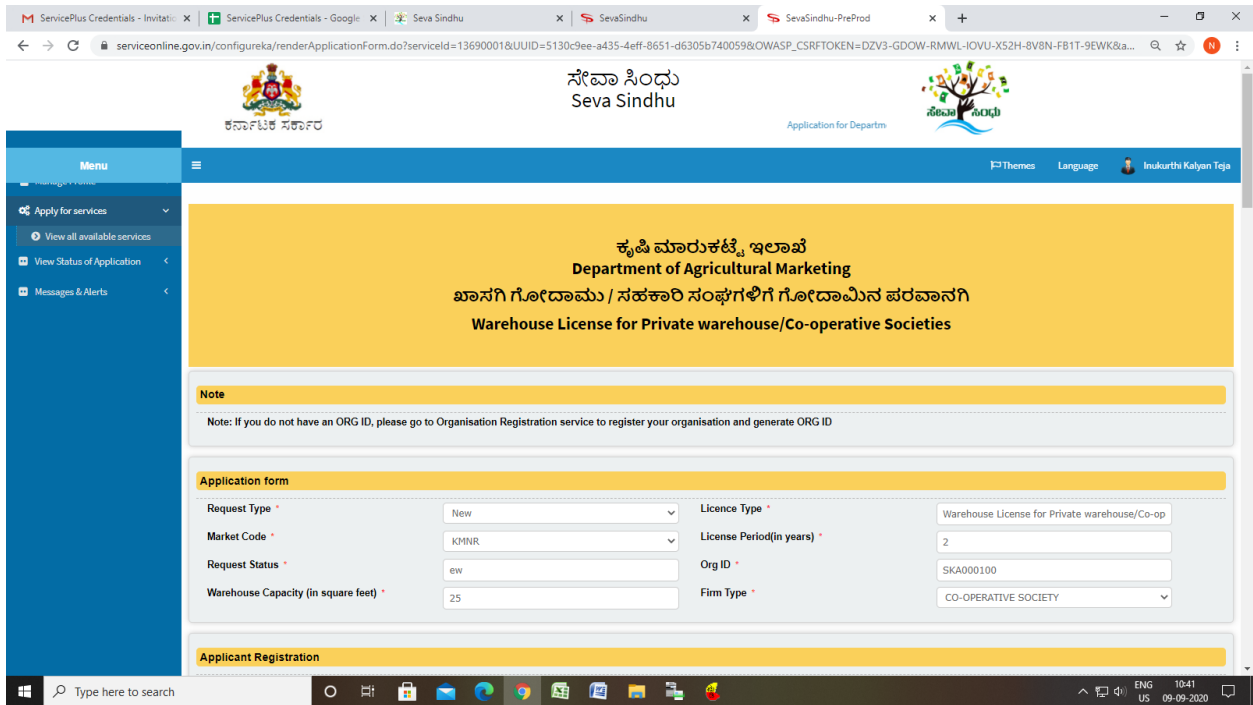 ServicePlus Credentials - Invitatio
ServicePlus Credentials - Google
Seva Sindhu
SevaSindhu
SevaSindhu-PreProd
serviceonline.gov.in/configureka/renderApplicationForm.do?serviceId=13690001&UUID=5130c9ee-a435-4eff-8651-d6305b740059&OWASP_CSRFTOKEN=DZV3-GDOW-RMWL-IOVU-X52H-8V8N-FB1T-9EWK&a...
N
ಕರ್ನಾಟಕ ಸರ್ಕಾರ
ಸೇವಾ ಸಿಂಧು
Seva Sindhu
Application for Departm
ಸೇವಾ ಸಿಂಧು
Menu
Themes
Language
Inukurthi Kalyan Teja
Manage Profile
Apply for services
View all available services
View Status of Application
Messages & Alerts
ಕೃಷಿ ಮಾರುಕಟ್ಟೆ ಇಲಾಖೆ
Department of Agricultural Marketing
ಖಾಸಗಿ ಗೋದಾಮು / ಸಹಕಾರಿ ಸಂಘಗಳಿಗೆ ಗೋದಾಮಿನ ಪರವಾನಗಿ
Warehouse License for Private warehouse/Co-operative Societies
Note
Note: If you do not have an ORG ID, please go to Organisation Registration service to register your organisation and generate ORG ID
Application form
Request Type * New Licence Type * Warehouse License for Private warehouse/Co-op
Market Code * KMNR License Period(in years) * 2
Request Status * ew Org ID * SKA000100
Warehouse Capacity (in square feet) * 25 Firm Type * CO-OPERATIVE SOCIETY
Applicant Registration
Type here to search
ENG 10:41
US 09-09-2020